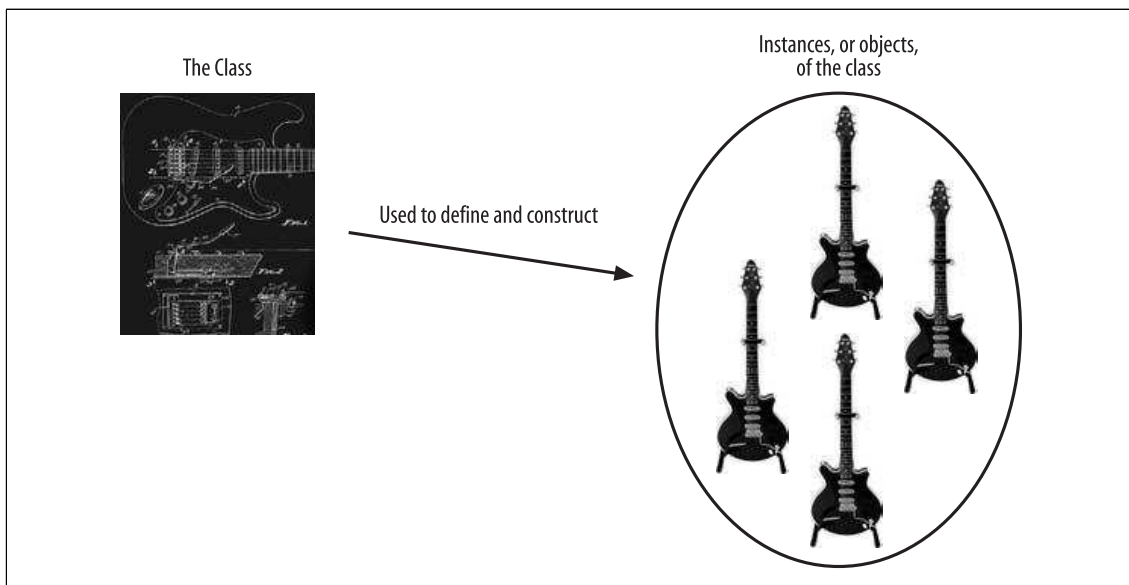 The Class
Instances, or objects,
of the class
Used to define and construct